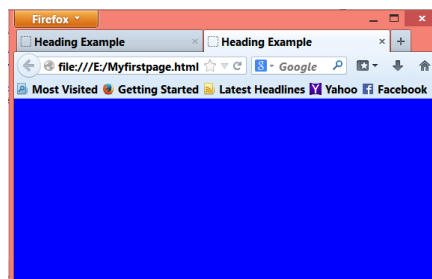 Firefox
Heading Example Heading Example
file:///E:/Myfirstpage.html Google
Most Visited Getting Started Latest Headlines Yahoo Facebook